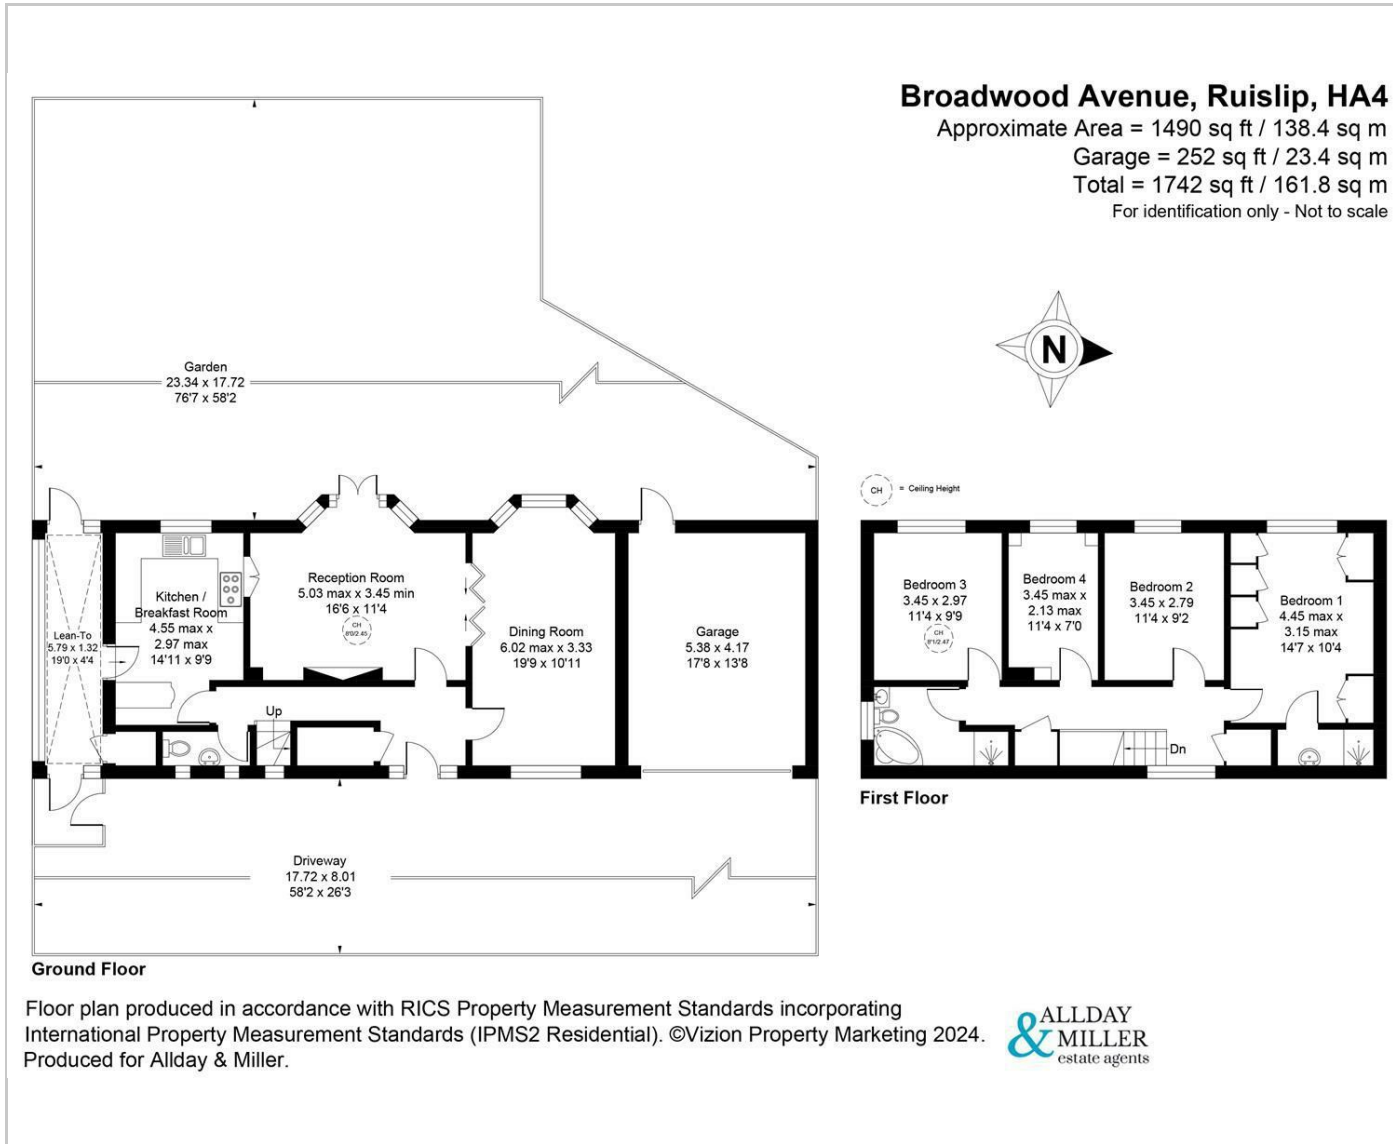 Broadwood Avenue, Ruislip, HA4
Approximate Area = 1490 sq ft / 138.4 sq m
Garage = 252 sq ft / 23.4 sq m
Total = 1742 sq ft / 161.8 sq m
For identification only - Not to scale
N
Garden
23.34 x 17.72
76'7 x 58'2
CH
= Ceiling Height
Lean-To
5.79 x 1.32
19'0 x 4'4
Kitchen /
Breakfast Room
4.55 max x
2.97 max
14'11 x 9'9
Reception Room
5.03 max x 3.45 min
16'6 x 11'4
CH
8'0/2.45
Dining Room
6.02 max x 3.33
19'9 x 10'11
Garage
5.38 x 4.17
17'8 x 13'8
Up
Driveway
17.72 x 8.01
58'2 x 26'3
Ground Floor
Bedroom 3
3.45 x 2.97
11'4 x 9'9
CH
8'1/2.47
Bedroom 4
3.45 max x
2.13 max
11'4 x 7'0
Bedroom 2
3.45 x 2.79
11'4 x 9'2
Bedroom 1
4.45 max x
3.15 max
14'7 x 10'4
Dn
First Floor
Floor plan produced in accordance with RICS Property Measurement Standards incorporating
International Property Measurement Standards (IPMS2 Residential). ©Vizion Property Marketing 2024.
Produced for Allday & Miller.
ALLDAY
& MILLER
estate agents